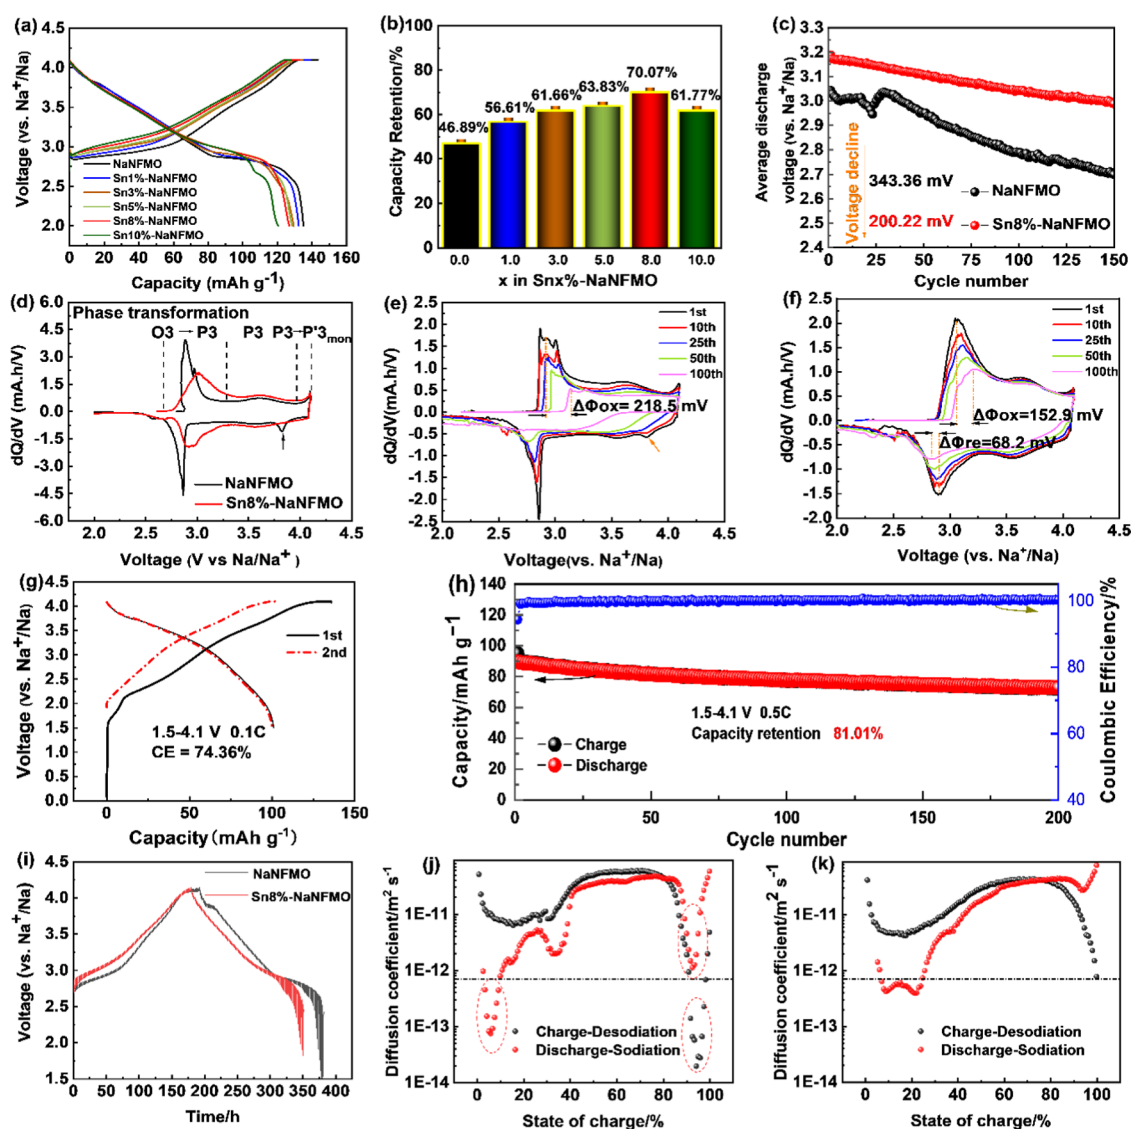 (a)
Voltage (vs. Na⁺/Na)
4.5
4.0
3.5
3.0
2.5
2.0
1.5
NaNFMO
Sn1%-NaNFMO
Sn3%-NaNFMO
Sn5%-NaNFMO
Sn8%-NaNFMO
Sn10%-NaNFMO
0 20 40 60 80 100 120 140 160
Capacity (mAh g⁻¹)
(b)
Capacity Retention/%
100
80
60
40
20
0
46.89%
56.61%
61.66%
63.83%
70.07%
61.77%
0.0 1.0 3.0 5.0 8.0 10.0
x in Snx%-NaNFMO
(c)
Average discharge
voltage (vs. Na⁺/Na)
3.3
3.2
3.1
3.0
2.9
2.8
2.7
2.6
2.5
2.4
Voltage decline
343.36 mV
200.22 mV
NaNFMO
Sn8%-NaNFMO
0 25 50 75 100 125 150
Cycle number
(d)
Phase transformation
O3 → P3 P3 P3→P'3mon
dQ/dV (mA.h/V)
6.0
4.5
3.0
1.5
0.0
-1.5
-3.0
-4.5
-6.0
NaNFMO
Sn8%-NaNFMO
2.0 2.5 3.0 3.5 4.0 4.5
Voltage (V vs Na/Na⁺ )
(e)
dQ/dV (mA.h/V)
2.5
2.0
1.5
1.0
0.5
0.0
-0.5
-1.0
-1.5
-2.0
-2.5
1st
10th
25th
50th
100th
ΔΦox= 218.5 mV
2.0 2.5 3.0 3.5 4.0 4.5
Voltage(vs. Na⁺/Na)
(f)
dQ/dV (mA.h/V)
2.5
2.0
1.5
1.0
0.5
0.0
-0.5
-1.0
-1.5
-2.0
1st
10th
25th
50th
100th
ΔΦox=152.9 mV
ΔΦre=68.2 mV
2.0 2.5 3.0 3.5 4.0 4.5
Voltage (vs. Na⁺/Na)
(g)
Voltage (vs. Na⁺/Na)
4.5
4.0
3.5
3.0
2.5
2.0
1.5
1.0
0.5
0.0
1st
2nd
1.5-4.1 V 0.1C
CE = 74.36%
0 50 100 150
Capacity(mAh g⁻¹)
(h)
Capacity/mAh g⁻¹
140
120
100
80
60
40
20
0
1.5-4.1 V 0.5C
Capacity retention 81.01%
Charge
Discharge
100
80
60
40
Coulombic Efficiency/%
0 50 100 150 200
Cycle number
(i)
Voltage (vs. Na⁺/Na)
4.5
4.0
3.5
3.0
2.5
2.0
1.5
NaNFMO
Sn8%-NaNFMO
0 50 100 150 200 250 300 350 400
Time/h
(j)
Diffusion coefficient/m² s⁻¹
1E-11
1E-12
1E-13
1E-14
Charge-Desodiation
Discharge-Sodiation
0 20 40 60 80 100
State of charge/%
(k)
Diffusion coefficient/m² s⁻¹
1E-11
1E-12
1E-13
1E-14
Charge-Desodiation
Discharge-Sodiation
0 20 40 60 80 100
State of charge/%